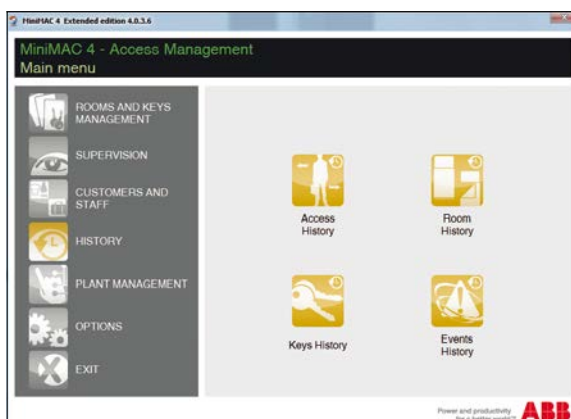 MiniMAC 4 Extended edition 4.0.3.6
MiniMAC 4 - Access Management
Main menu
ROOMS AND KEYS
MANAGEMENT
SUPERVISION
CUSTOMERS AND
STAFF
HISTORY
PLANT MANAGEMENT
OPTIONS
EXIT
Access
History
Room
History
Keys History
Events
History
Power and productivity
for a better world™
ABB